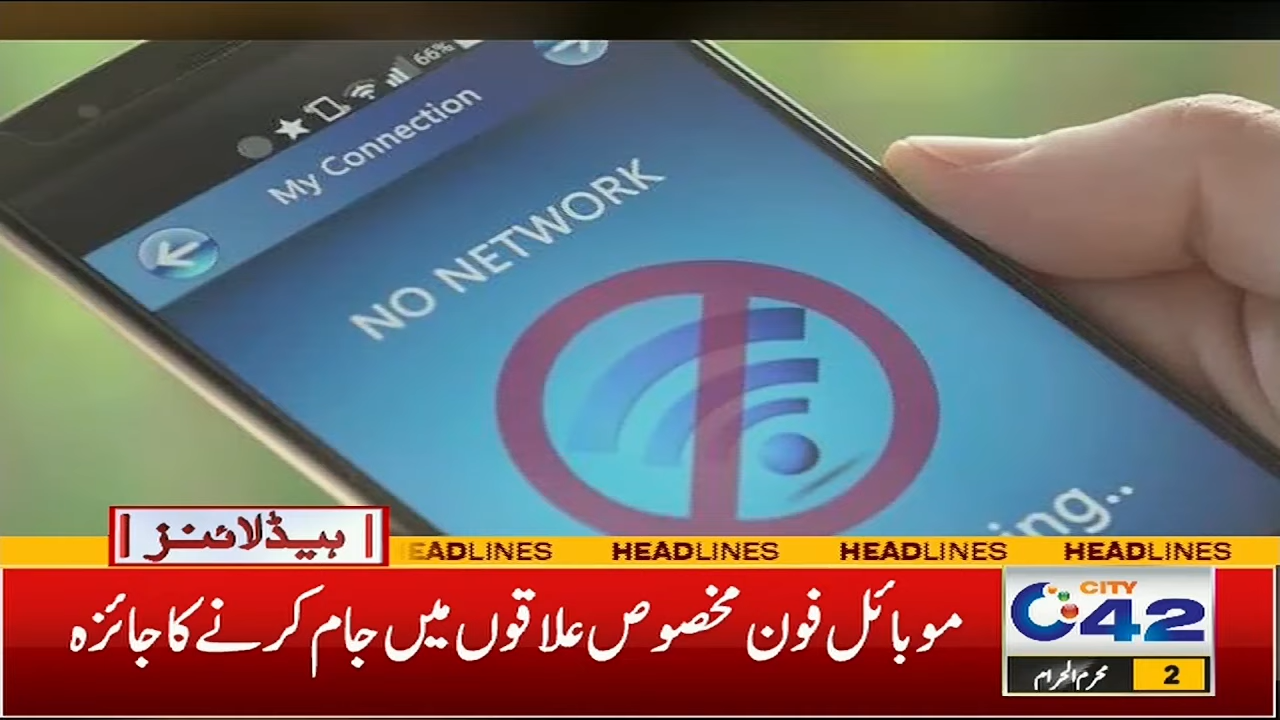 66%
My Connection
NO NETWORK
ing..
ہیڈلائنز
EADLINES HEADLINES HEADLINES HEADLINES
موبائل فون مخصوص علاقوں میں جام کرنے کا جائزہ
CITY
42
محرم الحرام 2